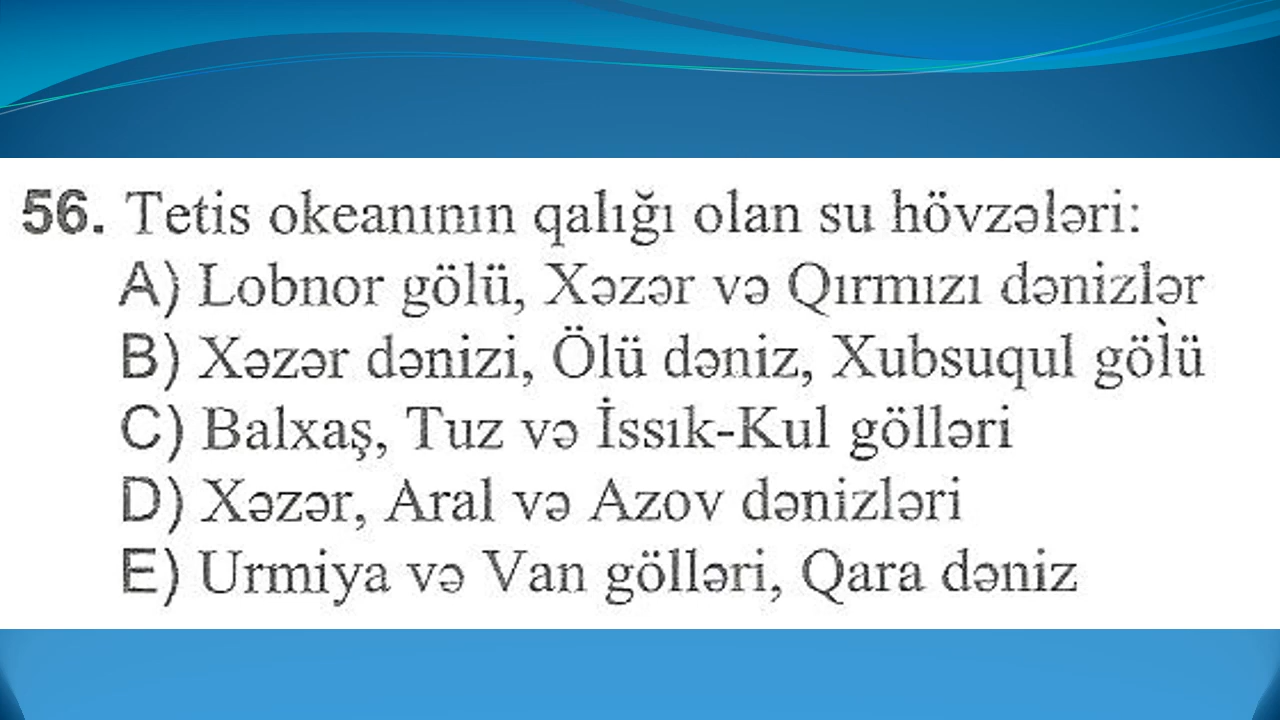 56. Tetis okeanının qalığı olan su hövzələri:
A) Lobnor gölü, Xəzər və Qırmızı dənizlər
B) Xəzər dənizi, Ölü dəniz, Xubsuqul gölü
C) Balxaş, Tuz və İssık-Kul gölləri
D) Xəzər, Aral və Azov dənizləri
E) Urmiya və Van gölləri, Qara dəniz